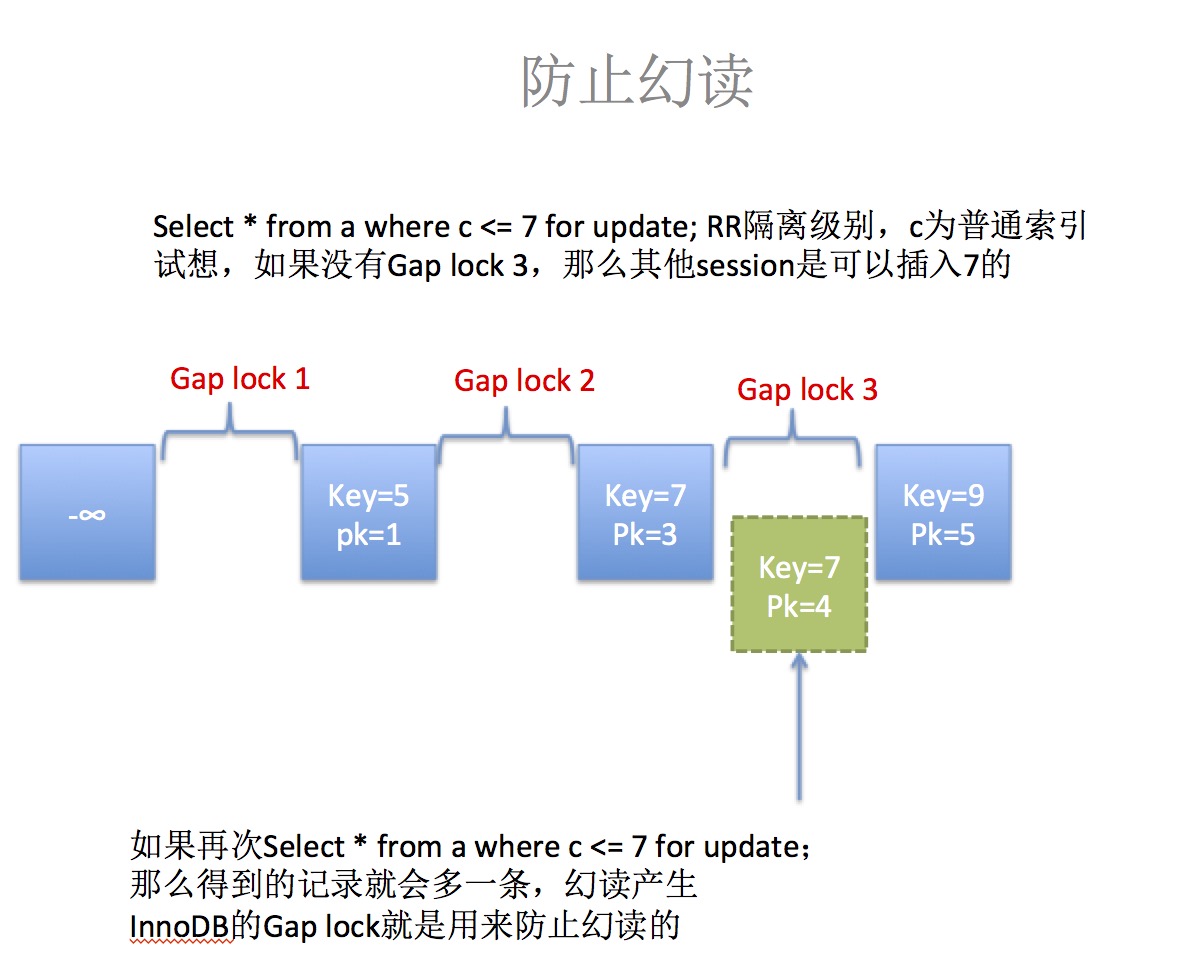 防止幻读
Select * from a where c <= 7 for update; RR隔离级别，c为普通索引
试想，如果没有Gap lock 3，那么其他session是可以插入7的
Gap lock 1
Gap lock 2
Gap lock 3
-∞
Key=5
pk=1
Key=7
Pk=3
Key=9
Pk=5
Key=7
Pk=4
如果再次Select * from a where c <= 7 for update；
那么得到的记录就会多一条，幻读产生
InnoDB的Gap lock就是用来防止幻读的